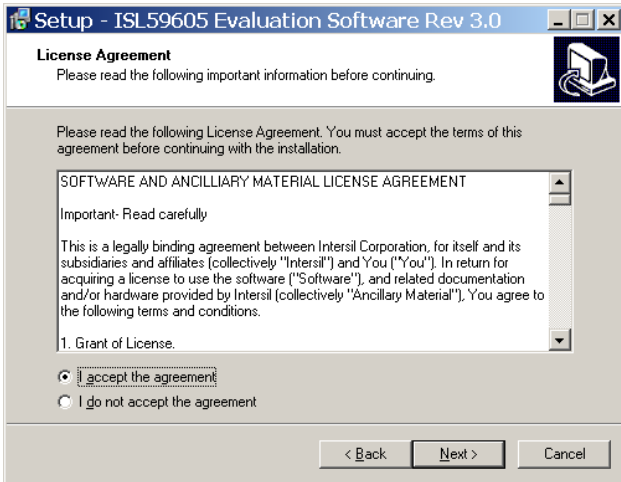 Setup - ISL59605 Evaluation Software Rev 3.0
License Agreement
Please read the following important information before continuing.
Please read the following License Agreement. You must accept the terms of this
agreement before continuing with the installation.
SOFTWARE AND ANCILLIARY MATERIAL LICENSE AGREEMENT
Important- Read carefully
This is a legally binding agreement between Intersil Corporation, for itself and its
subsidiaries and affiliates (collectively "Intersil") and You ("You"). In return for
acquiring a license to use the software ("Software"), and related documentation
and/or hardware provided by Intersil (collectively "Ancillary Material"), You agree to
the following terms and conditions.
1. Grant of License.
I accept the agreement
I do not accept the agreement
< Back
Next >
Cancel